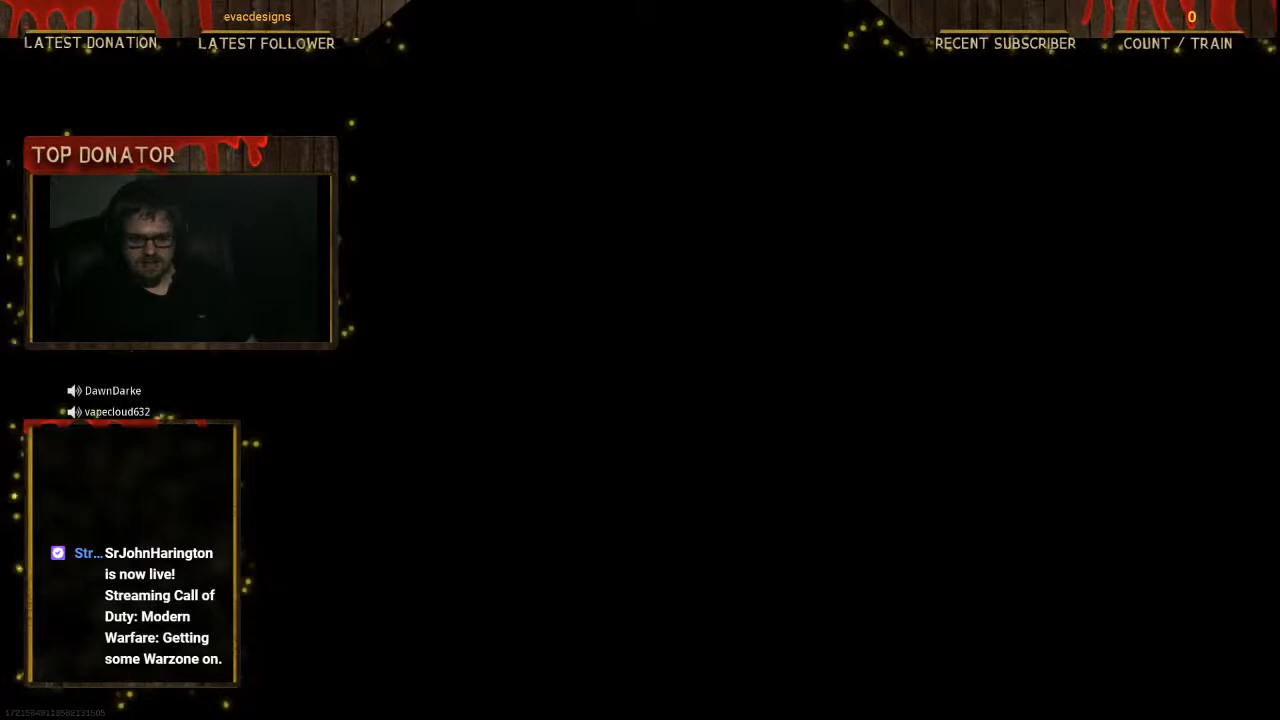 evacdesigns
0
LATEST DONATION
LATEST FOLLOWER
RECENT SUBSCRIBER
COUNT / TRAIN
TOP DONATOR
DawnDarke
vapecloud632
Str... SrJohnHarington
is now live!
Streaming Call of
Duty: Modern
Warfare: Getting
some Warzone on.